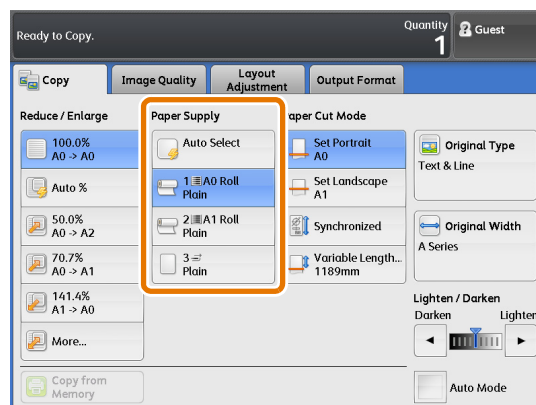 Ready to Copy.
Quantity
1
Guest
Copy
Image Quality
Layout
Adjustment
Output Format
Reduce / Enlarge
100.0%
A0 -> A0
Auto %
50.0%
A0 -> A2
70.7%
A0 -> A1
141.4%
A1 -> A0
More...
Copy from
Memory
Paper Supply
Auto Select
1 A0 Roll
Plain
2 A1 Roll
Plain
3
Plain
aper Cut Mode
Set Portrait
A0
Set Landscape
A1
Synchronized
Variable Length...
1189mm
Original Type
Text & Line
Original Width
A Series
Lighten / Darken
Darken
Lighten
Auto Mode